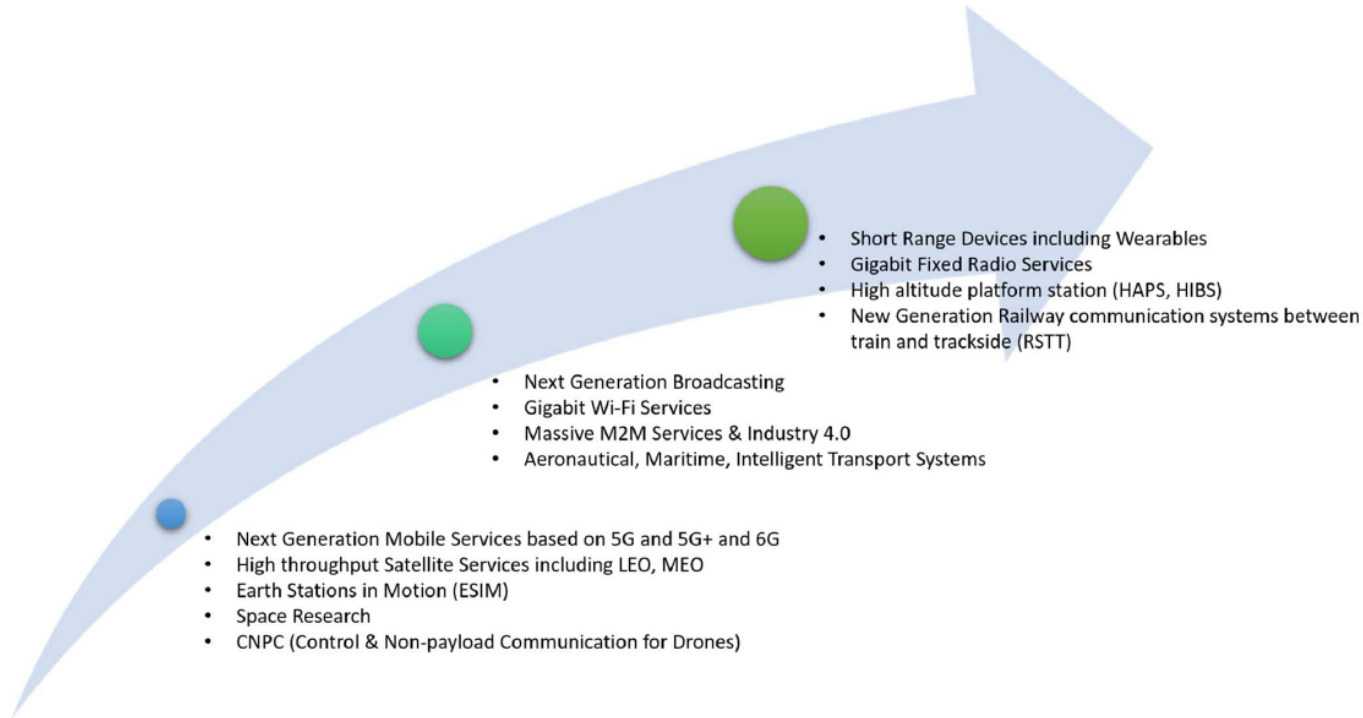 • Short Range Devices including Wearables
• Gigabit Fixed Radio Services
• High altitude platform station (HAPS, HIBS)
• New Generation Railway communication systems between
train and trackside (RSTT)
• Next Generation Broadcasting
• Gigabit Wi-Fi Services
• Massive M2M Services & Industry 4.0
• Aeronautical, Maritime, Intelligent Transport Systems
• Next Generation Mobile Services based on 5G and 5G+ and 6G
• High throughput Satellite Services including LEO, MEO
• Earth Stations in Motion (ESIM)
• Space Research
• CNPC (Control & Non-payload Communication for Drones)